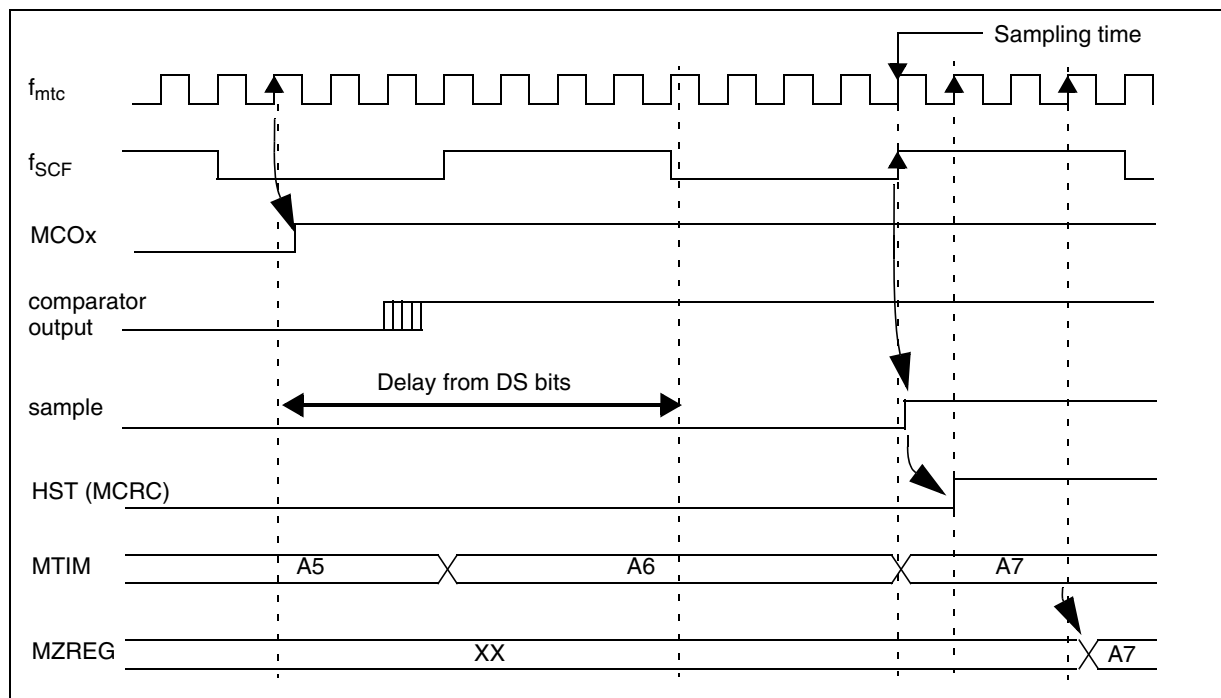 Sampling time
fmtc
fSCF
MCOx
comparator
output
Delay from DS bits
sample
HST (MCRC)
MTIM A5 A6 A7
MZREG XX A7